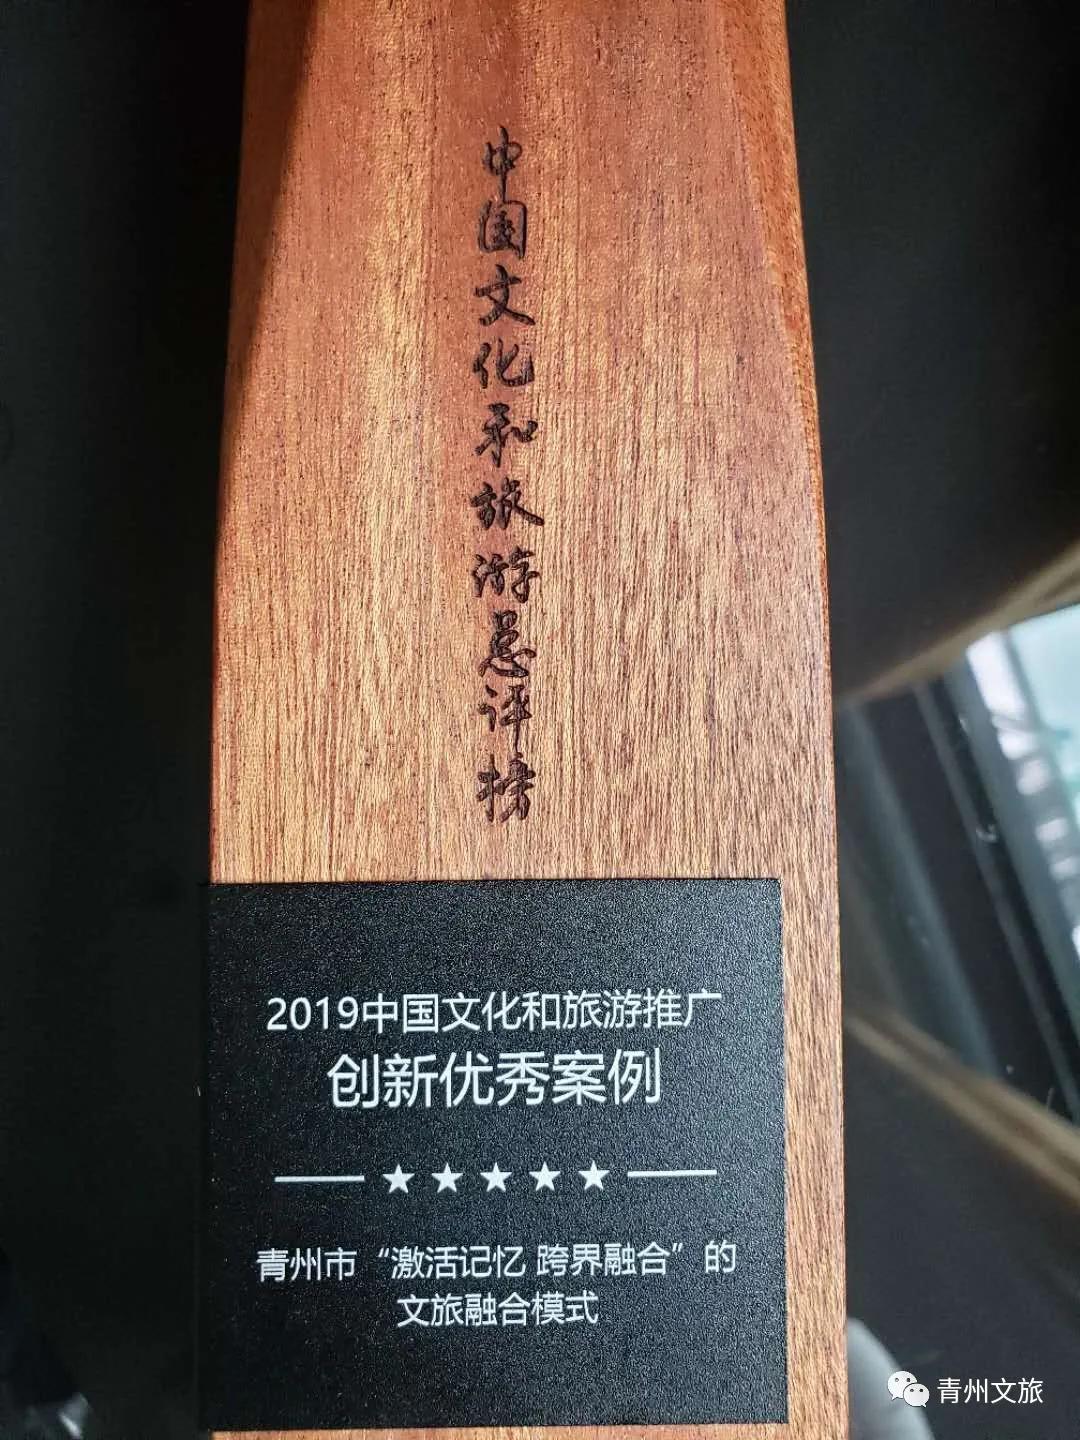 中国文化和旅游总评榜
2019中国文化和旅游推广
创新优秀案例
青州市“激活记忆 跨界融合”的
文旅融合模式
青州文旅